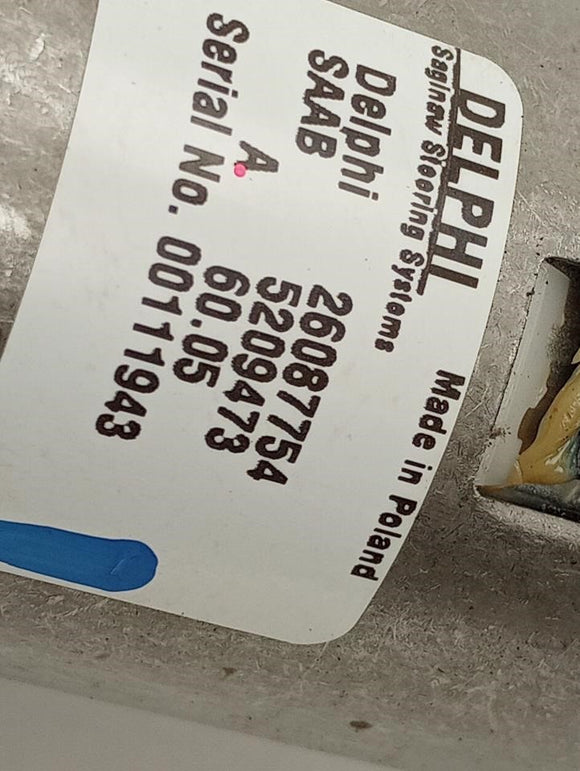 DELPHI
Saginaw Steering Systems Made in Poland
Delphi 26087754
SAAB 5209473
A. 60.05
Serial No. 00111943